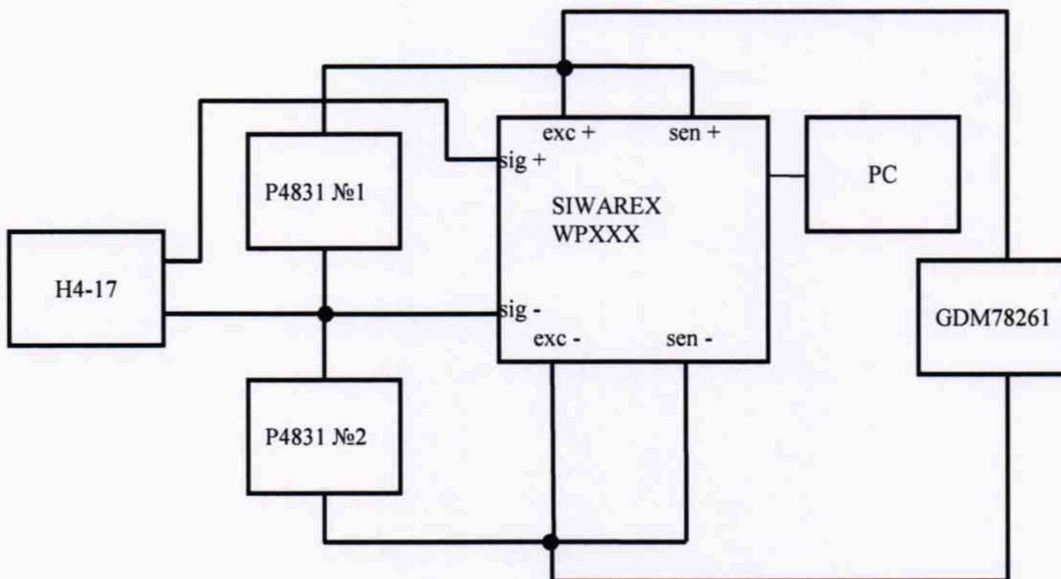 exc +
sen +
sig +
P4831 №1
SIWAREX
WPXXX
PC
H4-17
sig -
exc -
sen -
GDM78261
P4831 №2